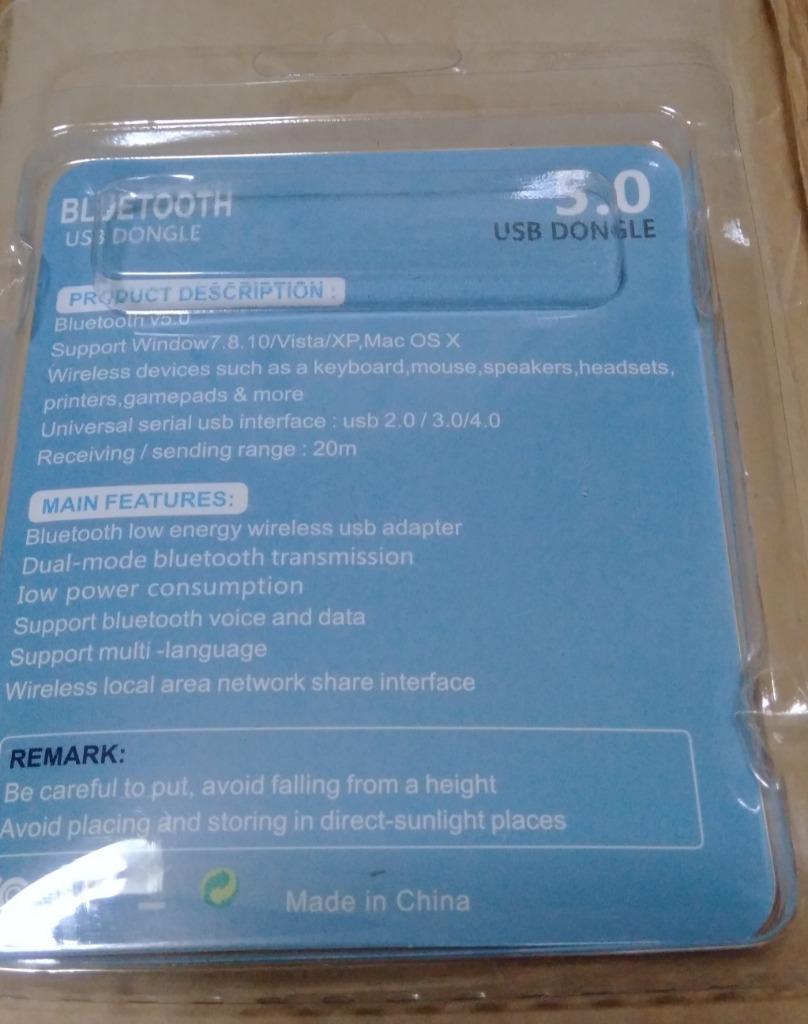 BLUETOOTH
USB DONGLE
5.0
USB DONGLE
PRODUCT DESCRIPTION :
Bluetooth v5.0
Support Window7.8.10/Vista/XP,Mac OS X
Wireless devices such as a keyboard,mouse,speakers,headsets,
printers,gamepads & more
Universal serial usb interface : usb 2.0 / 3.0/4.0
Receiving / sending range : 20m
MAIN FEATURES:
Bluetooth low energy wireless usb adapter
Dual-mode bluetooth transmission
low power consumption
Support bluetooth voice and data
Support multi -language
Wireless local area network share interface
REMARK:
Be careful to put, avoid falling from a height
Avoid placing and storing in direct-sunlight places
Made in China